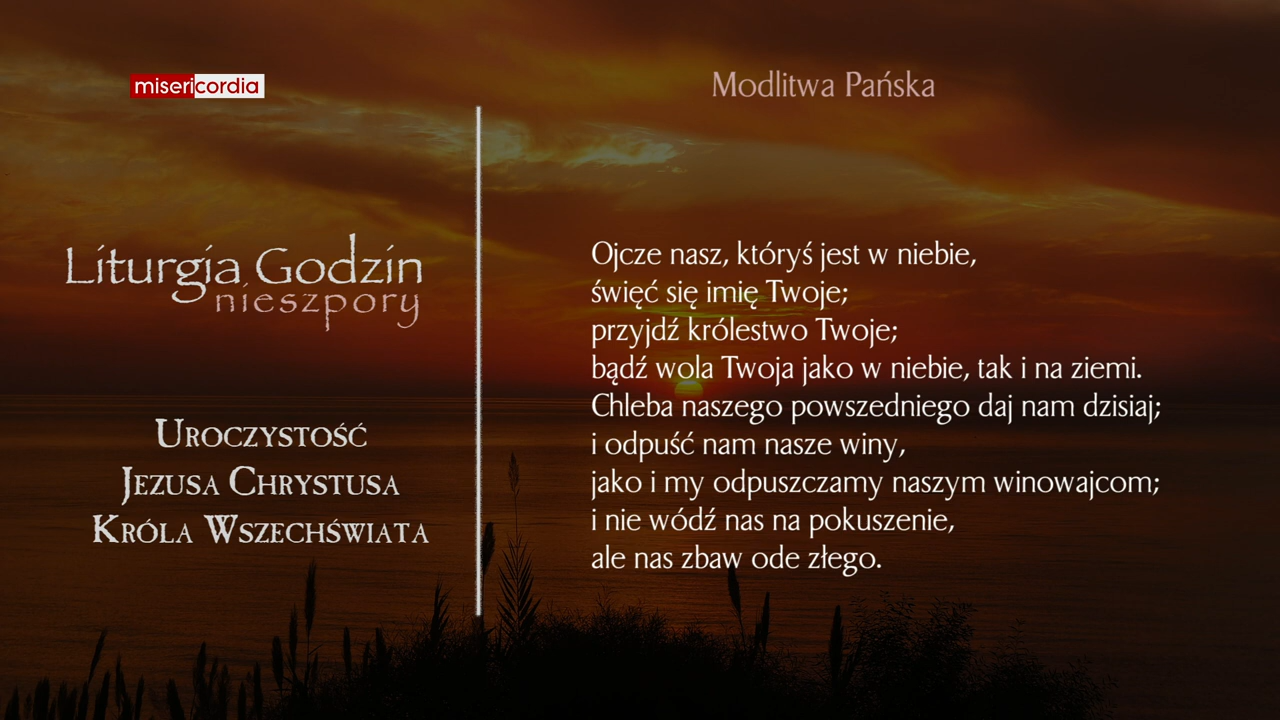 misericordia
Liturgia Godzin
nieszpory
Uroczystość
Jezusa Chrystusa
Króla Wszechświata
Modlitwa Pańska
Ojcze nasz, któryś jest w niebie,
święć się imię Twoje;
przyjdź królestwo Twoje;
bądź wola Twoja jako w niebie, tak i na ziemi.
Chleba naszego powszedniego daj nam dzisiaj;
i odpuść nam nasze winy,
jako i my odpuszczamy naszym winowajcom;
i nie wódź nas na pokuszenie,
ale nas zbaw ode złego.